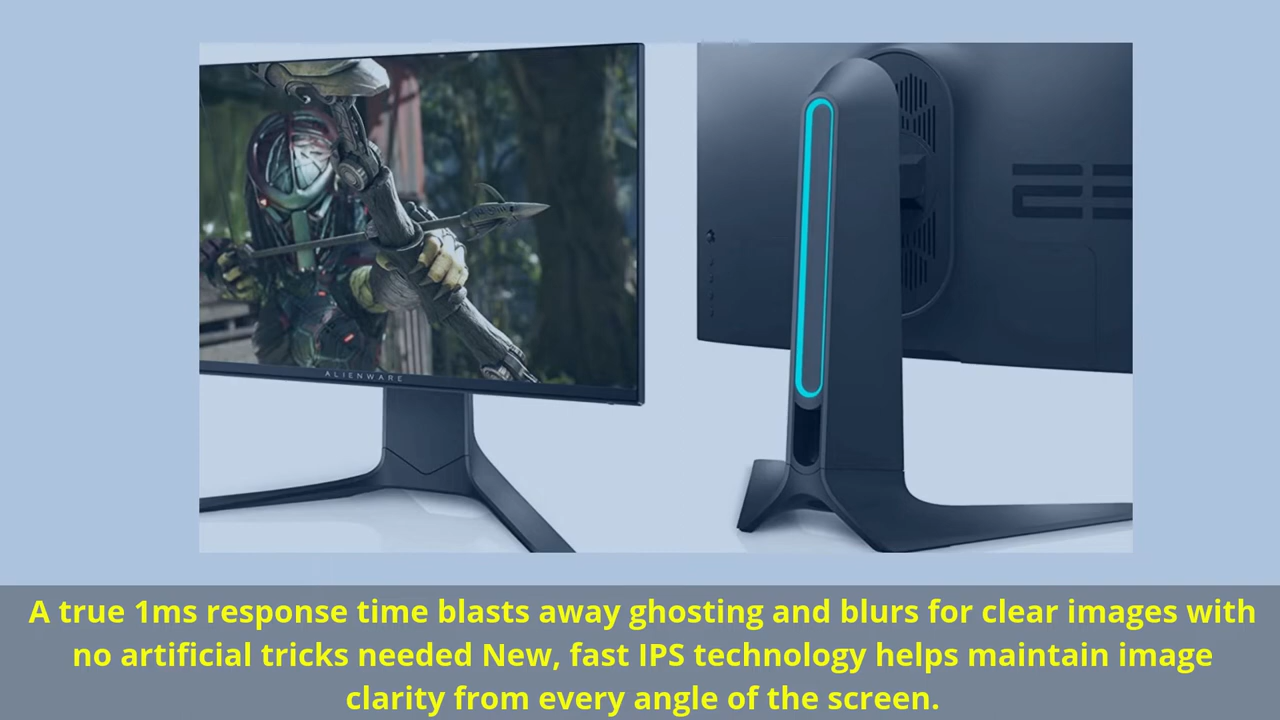 ALIENWARE
25
A true 1ms response time blasts away ghosting and blurs for clear images with
no artificial tricks needed New, fast IPS technology helps maintain image
clarity from every angle of the screen.